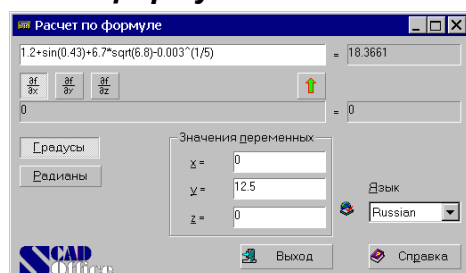 Расчет по формуле
1.2+sin(0.43)+6.7*sqrt(6.8)-0.003^(1/5) = 18.3661
∂f/∂x ∂f/∂y ∂f/∂z
0 = 0
Градусы
Радианы
Значения переменных
x = 0
y = 12.5
z = 0
Язык
Russian
SCAD Office
Выход
Справка